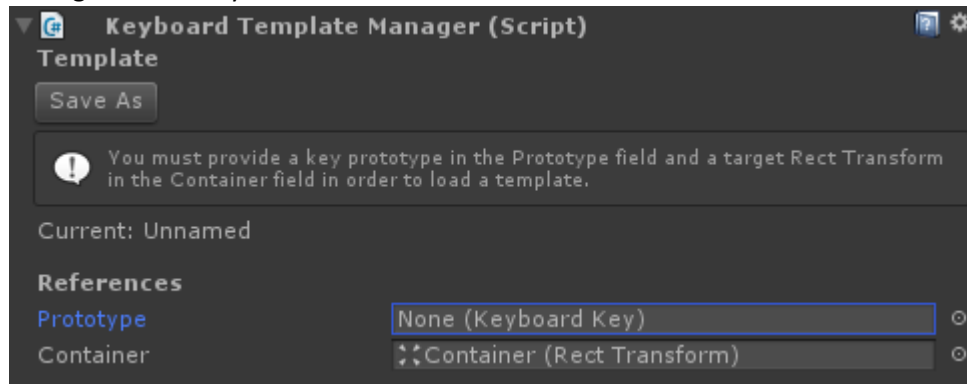 Keyboard Template Manager (Script)
Template
Save As
You must provide a key prototype in the Prototype field and a target Rect Transform
in the Container field in order to load a template.
Current: Unnamed
References
Prototype None (Keyboard Key)
Container Container (Rect Transform)